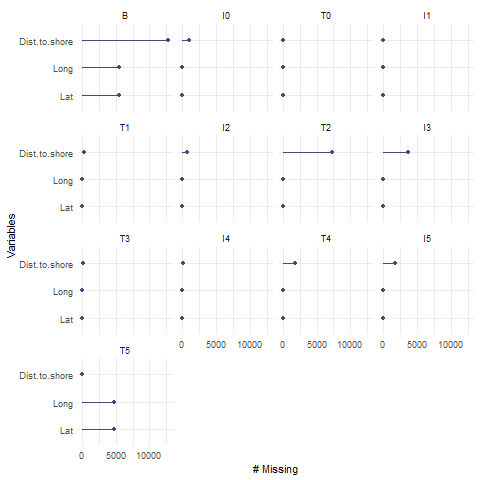 B I0 T0 I1
Dist.to.shore
Long
Lat
T1 I2 T2 I3
Dist.to.shore
Long
Lat
Variables
T3 I4 T4 I5
Dist.to.shore
Long
Lat
0 5000 10000 0 5000 10000 0 5000 10000
T5
Dist.to.shore
Long
Lat
0 5000 10000
# Missing